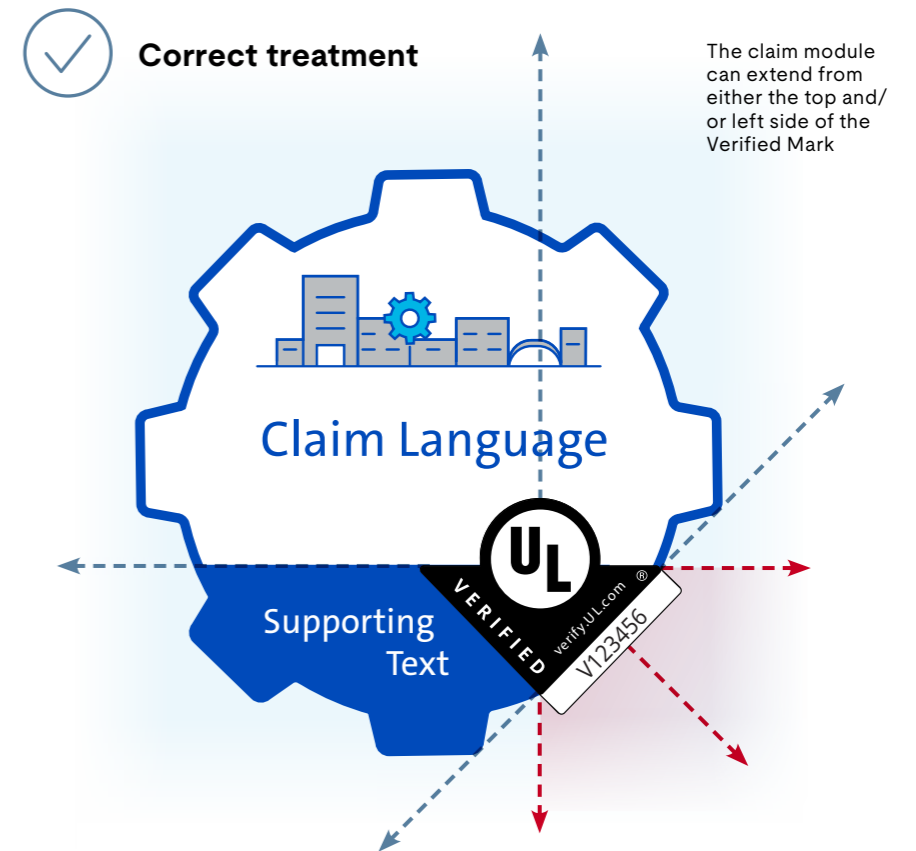 Correct treatment
The claim module
can extend from
either the top and/
or left side of the
Verified Mark
Claim Language
UL
VERIFIED
verify.UL.com ®
V123456
Supporting
Text